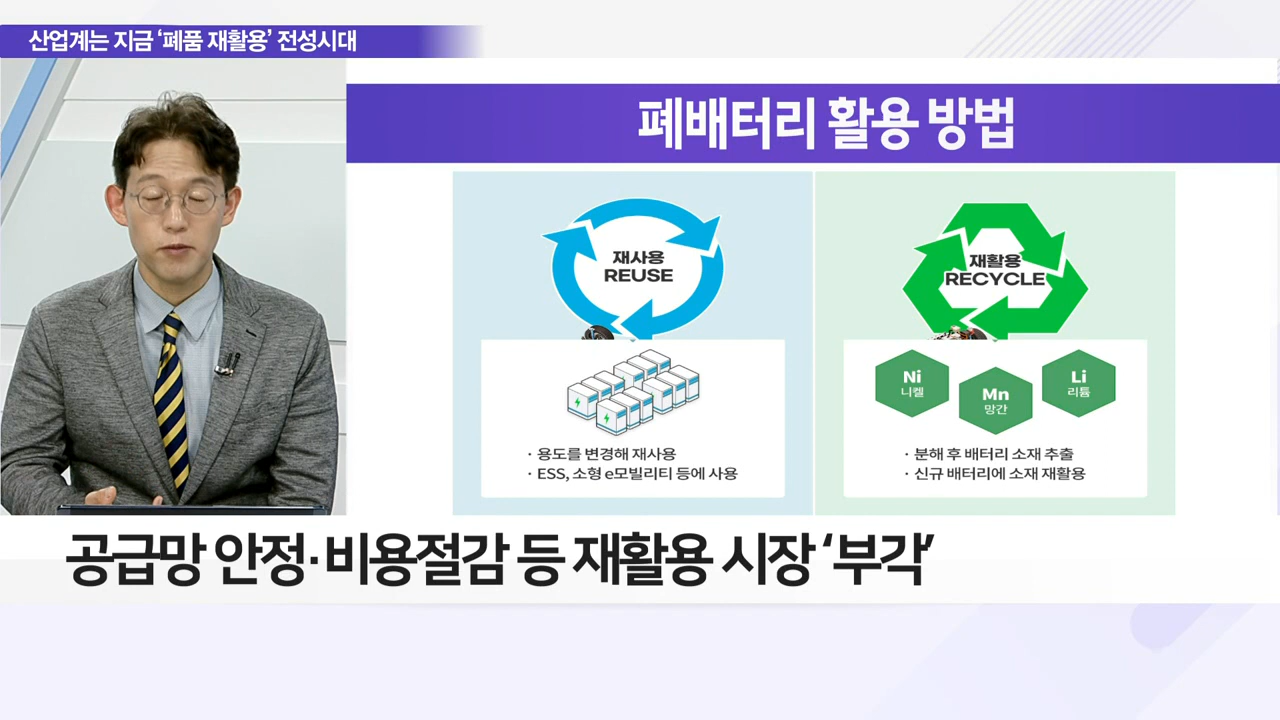 산업계는 지금 ‘폐품 재활용’ 전성시대
폐배터리 활용 방법
재사용
REUSE
· 용도를 변경해 재사용
· ESS, 소형 e모빌리티 등에 사용
재활용
RECYCLE
Ni
니켈
Mn
망간
Li
리튬
· 분해 후 배터리 소재 추출
· 신규 배터리에 소재 재활용
공급망 안정·비용절감 등 재활용 시장 ‘부각’